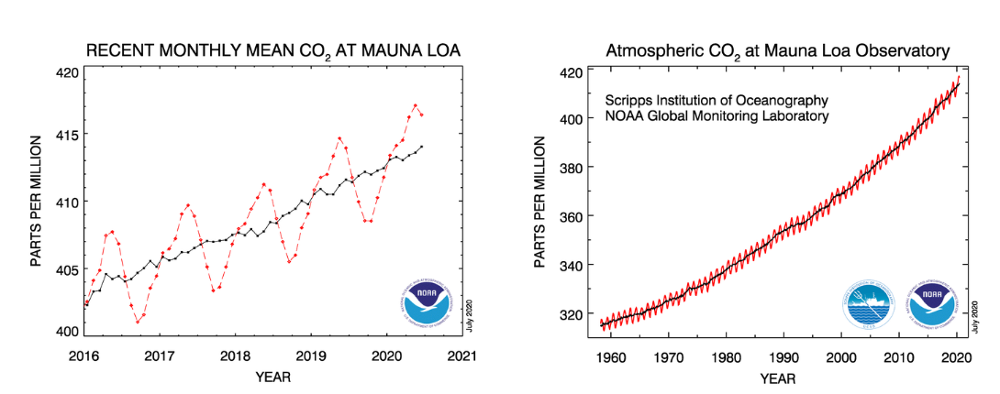 RECENT MONTHLY MEAN CO2 AT MAUNA LOA
420
415
410
405
400
PARTS PER MILLION
2016 2017 2018 2019 2020 2021
YEAR
NOAA
July 2020
Atmospheric CO2 at Mauna Loa Observatory
Scripps Institution of Oceanography
NOAA Global Monitoring Laboratory
420
400
380
360
340
320
PARTS PER MILLION
1960 1970 1980 1990 2000 2010 2020
YEAR
NOAA
July 2020